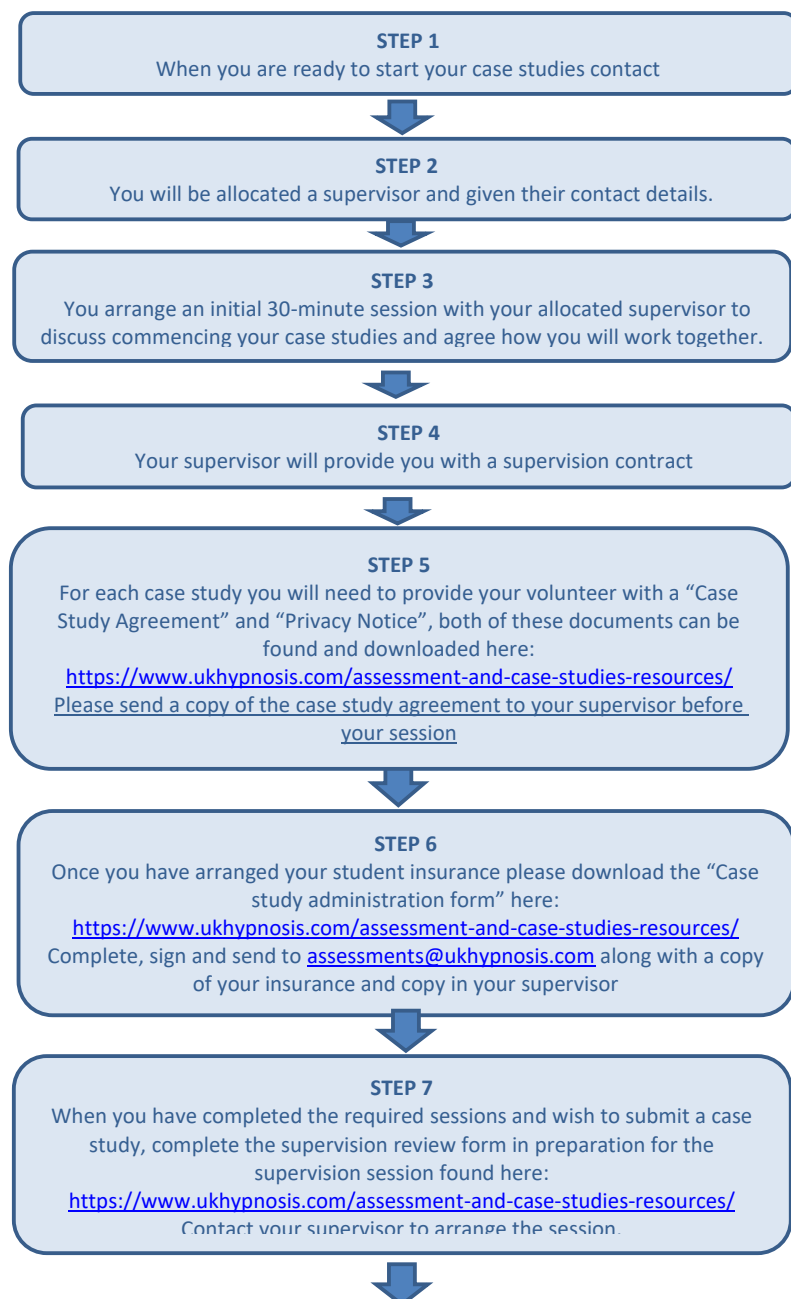 STEP 1
When you are ready to start your case studies contact
STEP 2
You will be allocated a supervisor and given their contact details.
STEP 3
You arrange an initial 30-minute session with your allocated supervisor to
discuss commencing your case studies and agree how you will work together.
STEP 4
Your supervisor will provide you with a supervision contract
STEP 5
For each case study you will need to provide your volunteer with a “Case
Study Agreement” and “Privacy Notice”, both of these documents can be
found and downloaded here:
https://www.ukhypnosis.com/assessment-and-case-studies-resources/
Please send a copy of the case study agreement to your supervisor before
your session
STEP 6
Once you have arranged your student insurance please download the “Case
study administration form” here:
https://www.ukhypnosis.com/assessment-and-case-studies-resources/
Complete, sign and send to assessments@ukhypnosis.com along with a copy
of your insurance and copy in your supervisor
STEP 7
When you have completed the required sessions and wish to submit a case
study, complete the supervision review form in preparation for the
supervision session found here:
https://www.ukhypnosis.com/assessment-and-case-studies-resources/
Contact your supervisor to arrange the session.